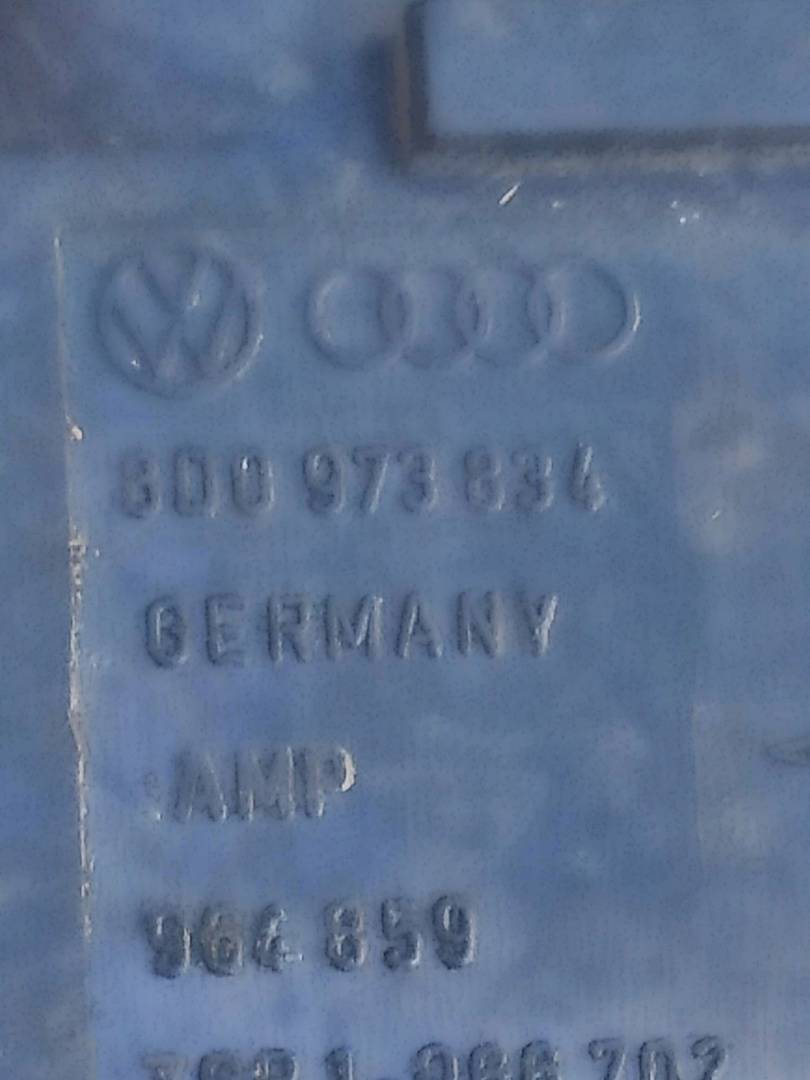 8D0 973 834
GERMANY
AMP
964 859